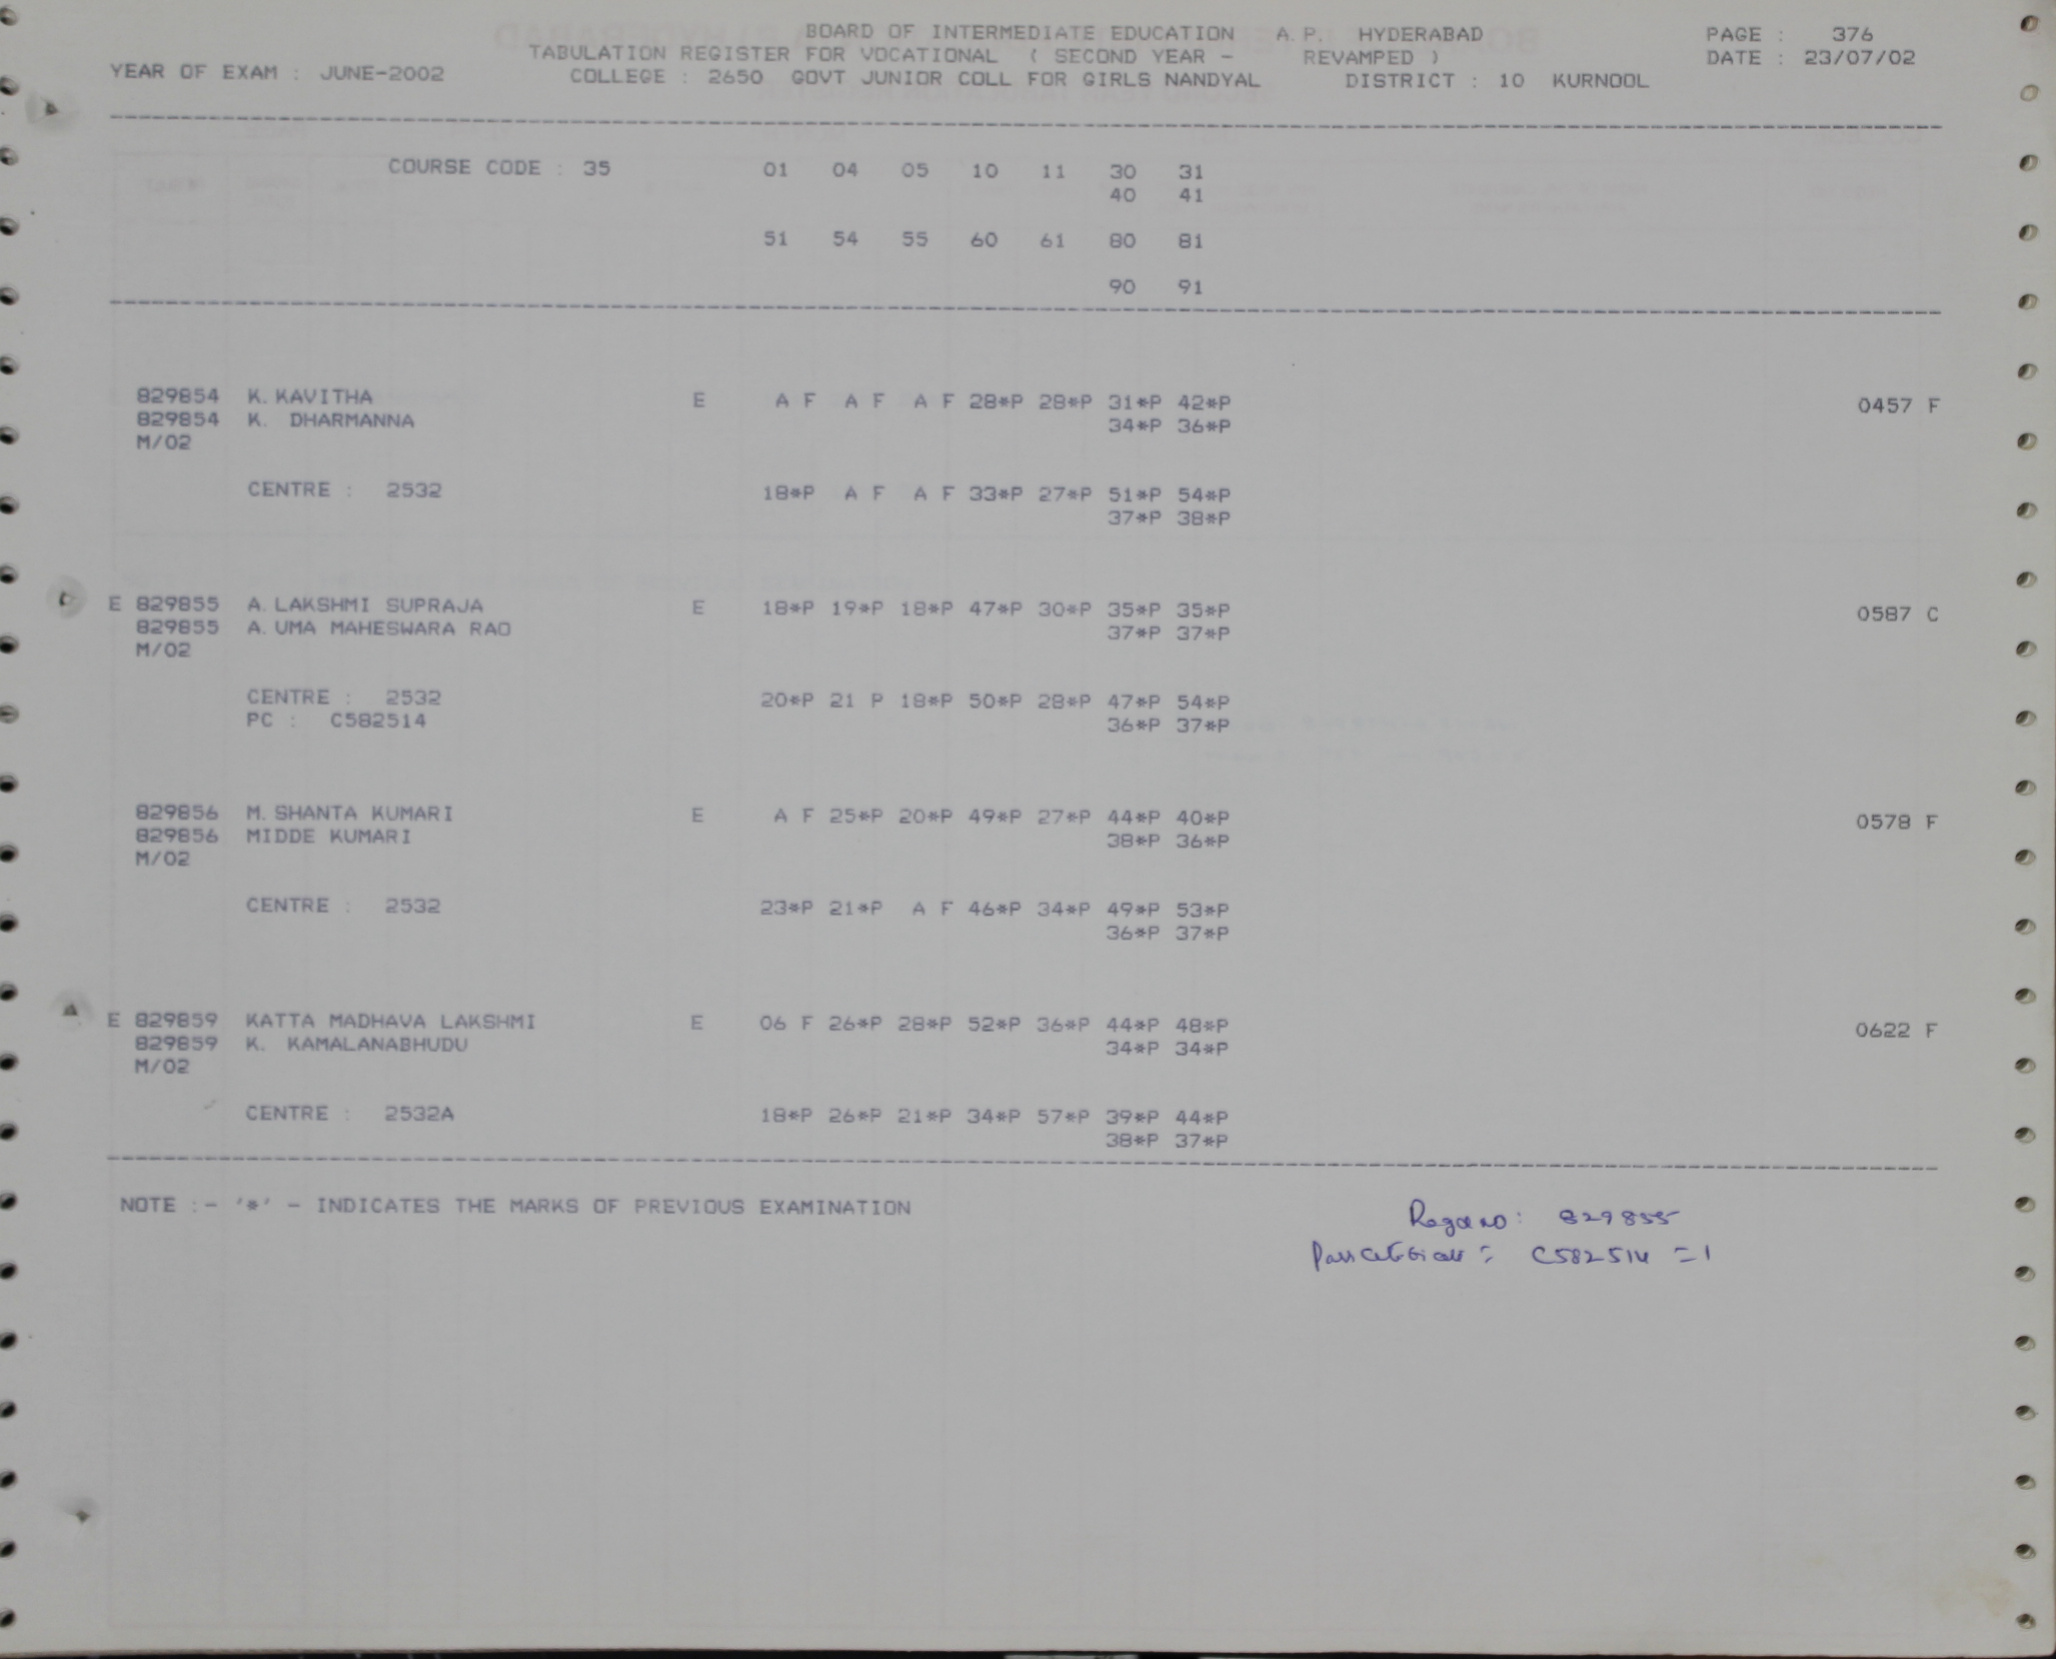 BOARD OF INTERMEDIATE EDUCATION A.P. HYDERABAD PAGE : 376
TABULATION REGISTER FOR VOCATIONAL ( SECOND YEAR - REVAMPED ) DATE : 23/07/02
YEAR OF EXAM : JUNE-2002 COLLEGE : 2650 GOVT JUNIOR COLL FOR GIRLS NANDYAL DISTRICT : 10 KURNOOL
COURSE CODE : 35 01 04 05 10 11 30 31
40 41
51 54 55 60 61 80 81
90 91
829854 K.KAVITHA E A F A F A F 28*P 28*P 31*P 42*P 0457 F
829854 K. DHARMANNA 34*P 36*P
M/02
CENTRE : 2532 18*P A F A F 33*P 27*P 51*P 54*P
37*P 38*P
E 829855 A.LAKSHMI SUPRAJA E 18*P 19*P 18*P 47*P 30*P 35*P 35*P 0587 C
829855 A.UMA MAHESWARA RAO 37*P 37*P
M/02
CENTRE : 2532 20*P 21 P 18*P 50*P 28*P 47*P 54*P
PC : C582514 36*P 37*P
829856 M.SHANTA KUMARI E A F 25*P 20*P 49*P 27*P 44*P 40*P 0578 F
829856 MIDDE KUMARI 38*P 36*P
M/02
CENTRE : 2532 23*P 21*P A F 46*P 34*P 49*P 53*P
36*P 37*P
E 829859 KATTA MADHAVA LAKSHMI E 06 F 26*P 28*P 52*P 36*P 44*P 48*P 0622 F
829859 K. KAMALANABHUDU 34*P 34*P
M/02
CENTRE : 2532A 18*P 26*P 21*P 34*P 57*P 39*P 44*P
38*P 37*P
NOTE :- '*' - INDICATES THE MARKS OF PREVIOUS EXAMINATION
Regd no: 829855
Pass = C582514 = 1